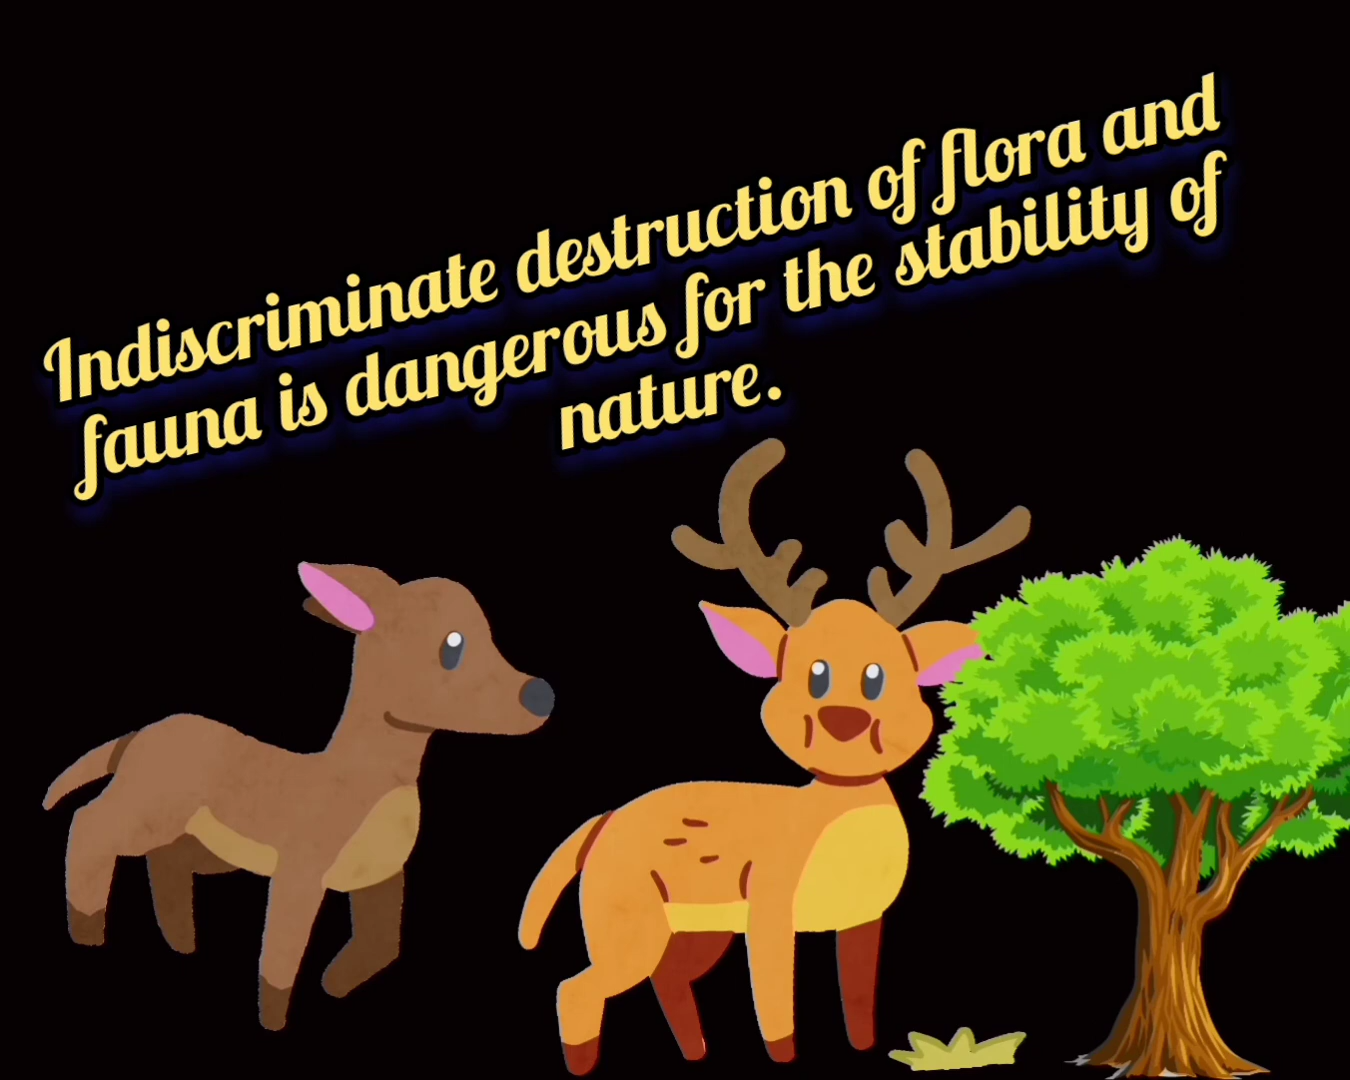 Indiscriminate destruction of flora and
fauna is dangerous for the stability of
nature.